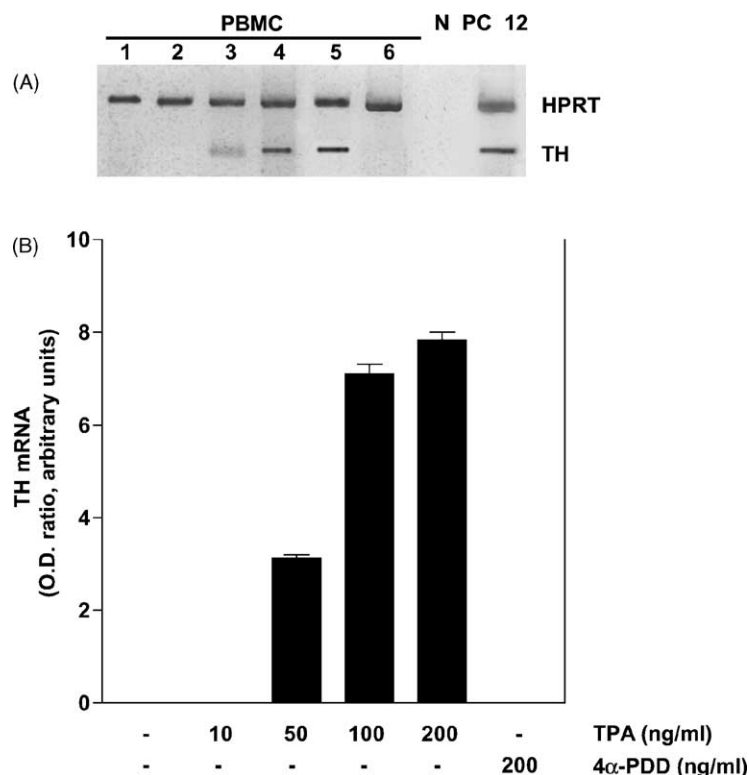 PBMC N PC 12
1 2 3 4 5 6
(A)
HPRT
TH
(B)
10
8
6
4
2
0
TH mRNA
(O.D. ratio, arbitrary units)
- 10 50 100 200 - TPA (ng/ml)
- - - - - 200 4α-PDD (ng/ml)